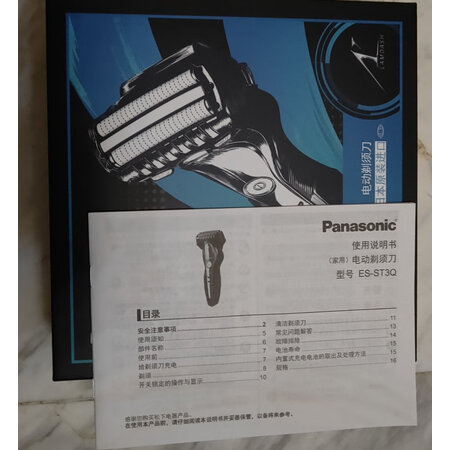 LAMDASH
电动剃须刀
日本原装进口
Panasonic
使用说明书
(家用) 电动剃须刀
型号 ES-ST3Q
目录
安全注意事项 2
使用须知 5
部件名称 6
使用前 7
给剃须刀充电 7
剃须 8
开关锁定的操作与显示 10
清洁剃须刀 11
常见问题解答 13
故障排除 14
电池寿命 15
内置式充电电池的取出及处理方法 15
规格 16
感谢您购买松下电器产品。
在使用本产品前，请仔细阅读本说明书并妥善保管，以备将来参考。